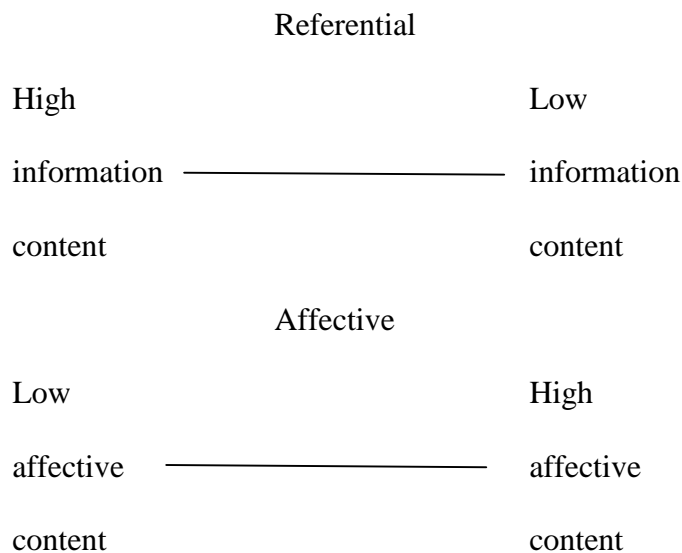 Referential
High Low
information information
content content
Affective
Low High
affective affective
content content